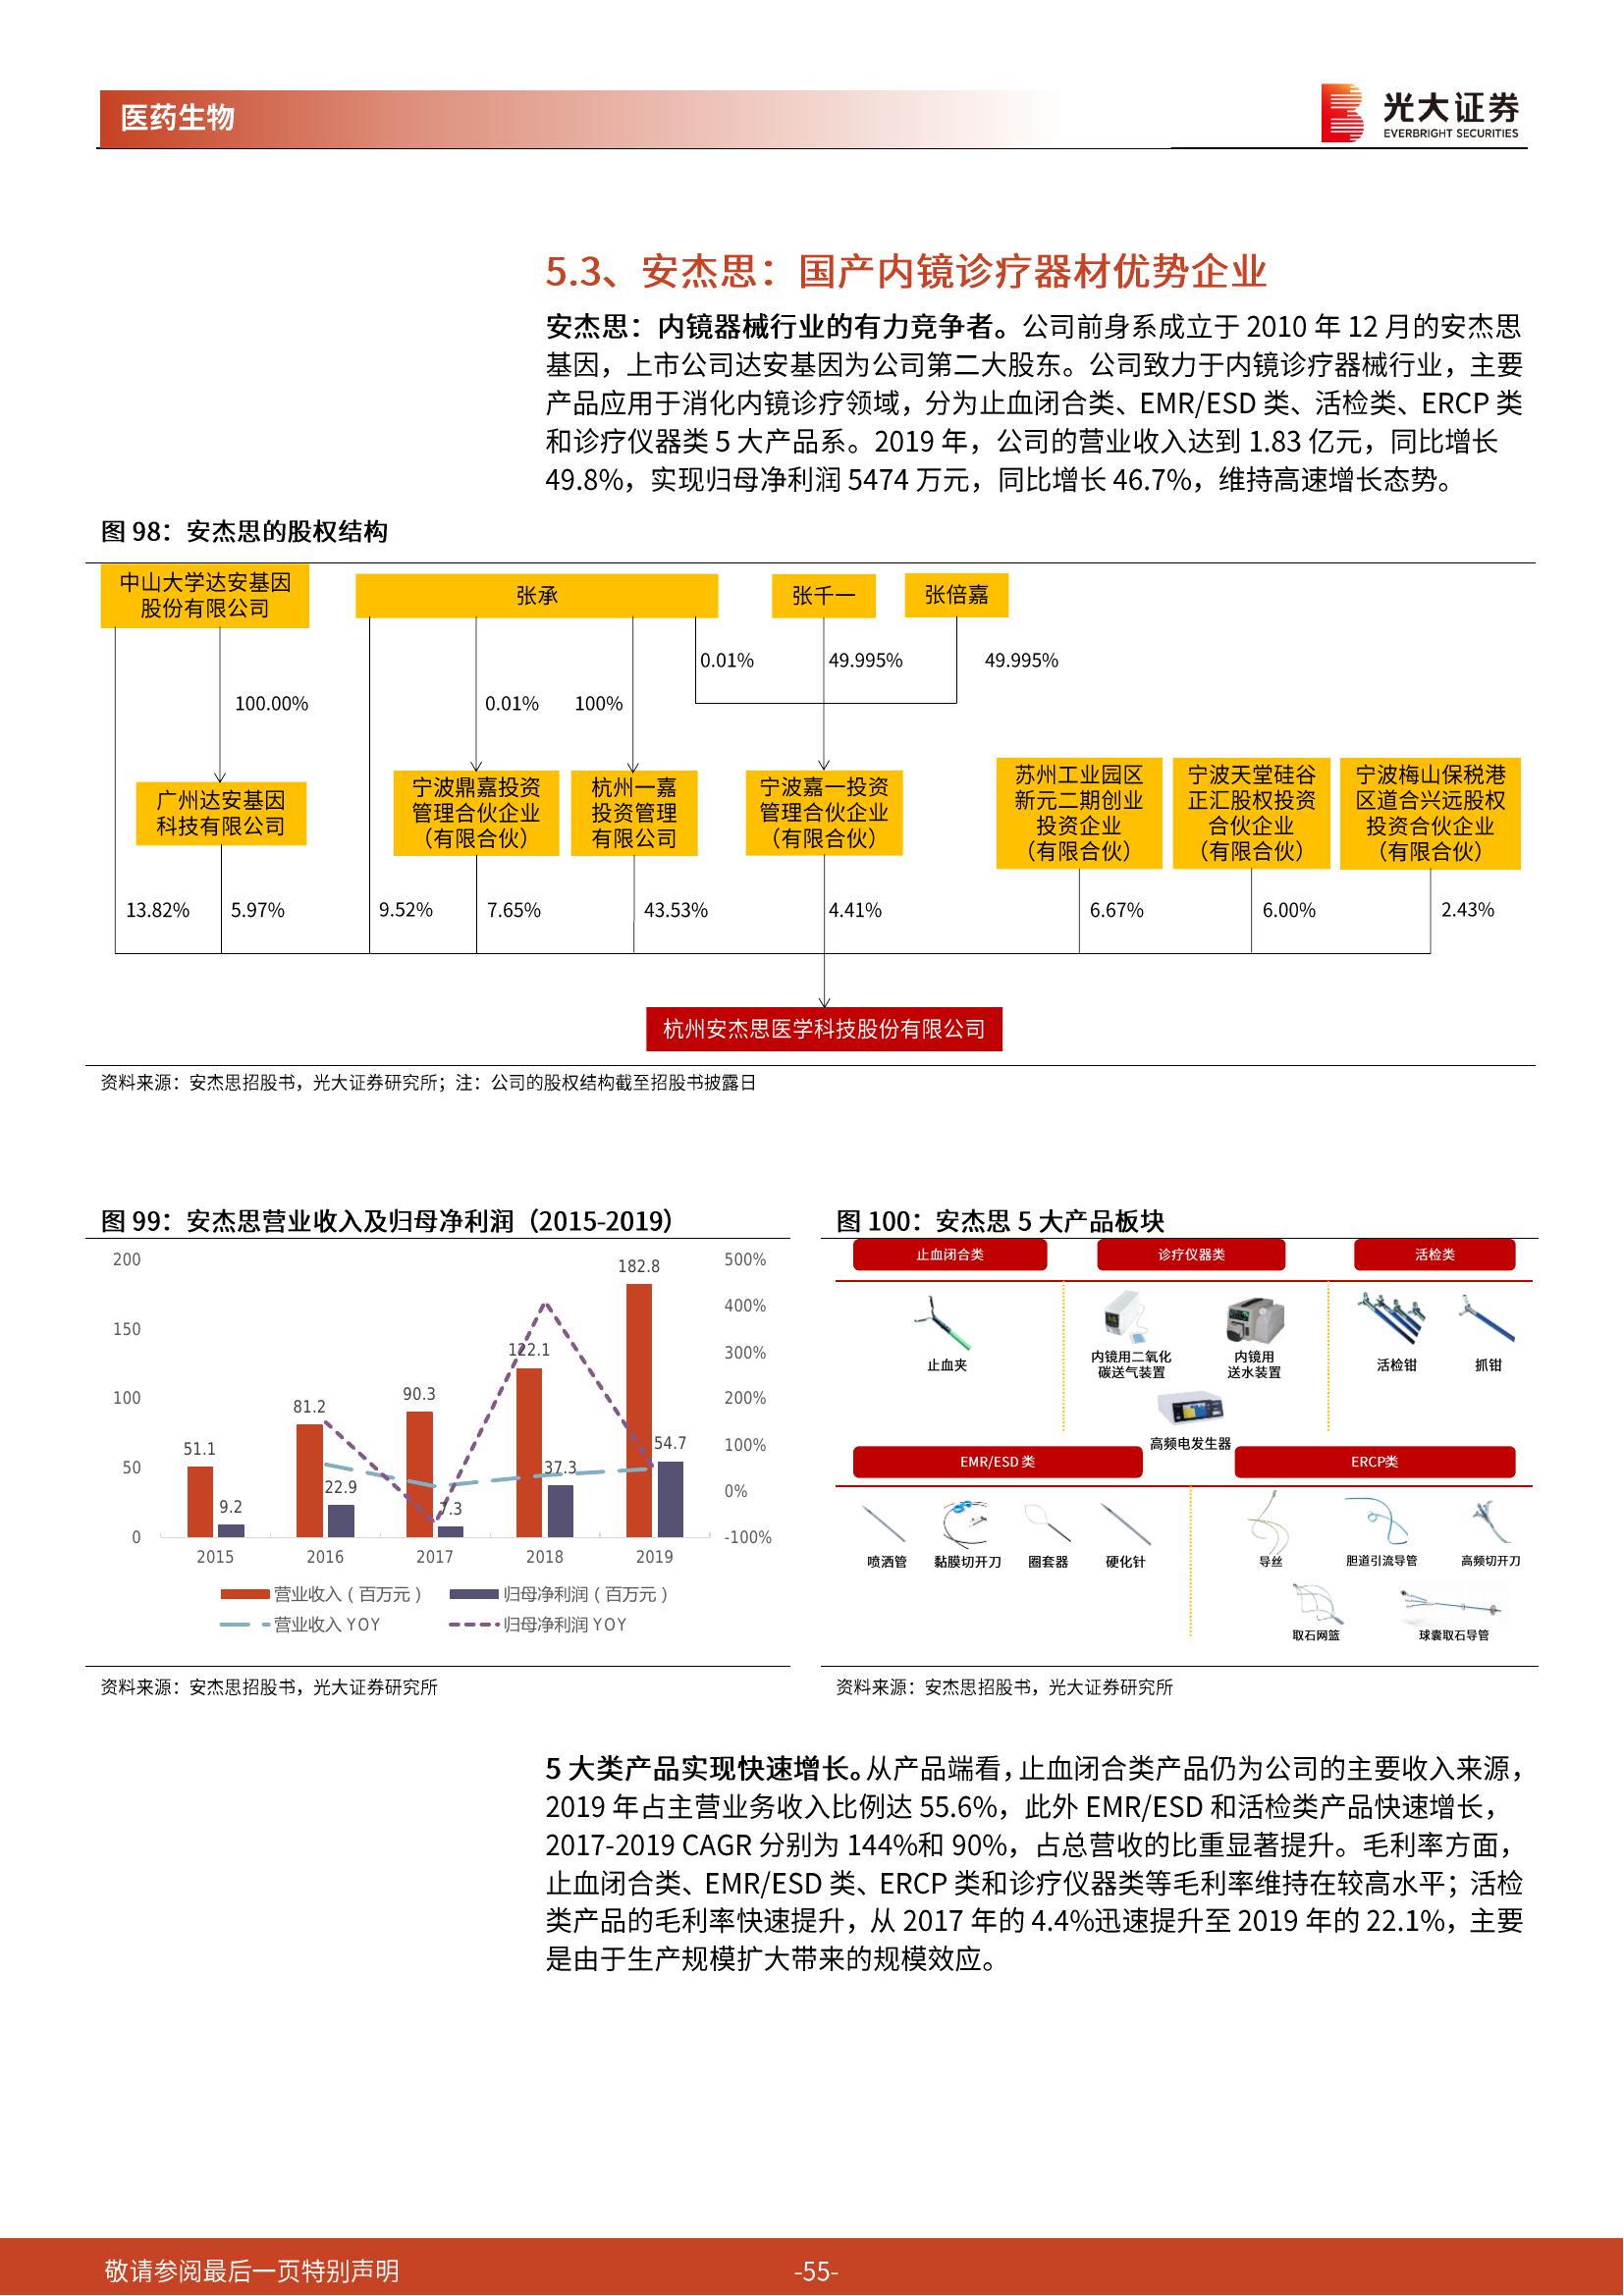 医药生物
光大证券
EVERBRIGHT SECURITIES
5.3、安杰思：国产内镜诊疗器材优势企业
安杰思：内镜器械行业的有力竞争者。公司前身系成立于 2010 年 12 月的安杰思
基因，上市公司达安基因为公司第二大股东。公司致力于内镜诊疗器械行业，主要
产品应用于消化内镜诊疗领域，分为止血闭合类、EMR/ESD 类、活检类、ERCP 类
和诊疗仪器类 5 大产品系。2019 年，公司的营业收入达到 1.83 亿元，同比增长
49.8%，实现归母净利润 5474 万元，同比增长 46.7%，维持高速增长态势。
图 98：安杰思的股权结构
中山大学达安基因
股份有限公司
张承
张千一
张倍嘉
0.01%
49.995%
49.995%
100.00%
0.01%
100%
广州达安基因
科技有限公司
宁波鼎嘉投资
管理合伙企业
（有限合伙）
杭州一嘉
投资管理
有限公司
宁波嘉一投资
管理合伙企业
（有限合伙）
苏州工业园区
新元二期创业
投资企业
（有限合伙）
宁波天堂硅谷
正汇股权投资
合伙企业
（有限合伙）
宁波梅山保税港
区道合兴远股权
投资合伙企业
（有限合伙）
13.82%
5.97%
9.52%
7.65%
43.53%
4.41%
6.67%
6.00%
2.43%
杭州安杰思医学科技股份有限公司
资料来源：安杰思招股书，光大证券研究所；注：公司的股权结构截至招股书披露日
图 99：安杰思营业收入及归母净利润（2015-2019）
200
150
100
50
0
500%
400%
300%
200%
100%
0%
-100%
51.1
9.2
81.2
22.9
90.3
7.3
122.1
37.3
182.8
54.7
2015
2016
2017
2018
2019
营业收入（百万元）
归母净利润（百万元）
营业收入 YOY
归母净利润 YOY
资料来源：安杰思招股书，光大证券研究所
图 100：安杰思 5 大产品板块
止血闭合类
诊疗仪器类
活检类
止血夹
内镜用二氧化
碳送气装置
内镜用
送水装置
活检钳
抓钳
高频电发生器
EMR/ESD 类
ERCP类
喷洒管
黏膜切开刀
圈套器
硬化针
导丝
胆道引流导管
高频切开刀
取石网篮
球囊取石导管
资料来源：安杰思招股书，光大证券研究所
5 大类产品实现快速增长。从产品端看，止血闭合类产品仍为公司的主要收入来源，
2019 年占主营业务收入比例达 55.6%，此外 EMR/ESD 和活检类产品快速增长，
2017-2019 CAGR 分别为 144%和 90%，占总营收的比重显著提升。毛利率方面，
止血闭合类、EMR/ESD 类、ERCP 类和诊疗仪器类等毛利率维持在较高水平；活检
类产品的毛利率快速提升，从 2017 年的 4.4%迅速提升至 2019 年的 22.1%，主要
是由于生产规模扩大带来的规模效应。
敬请参阅最后一页特别声明
-55-